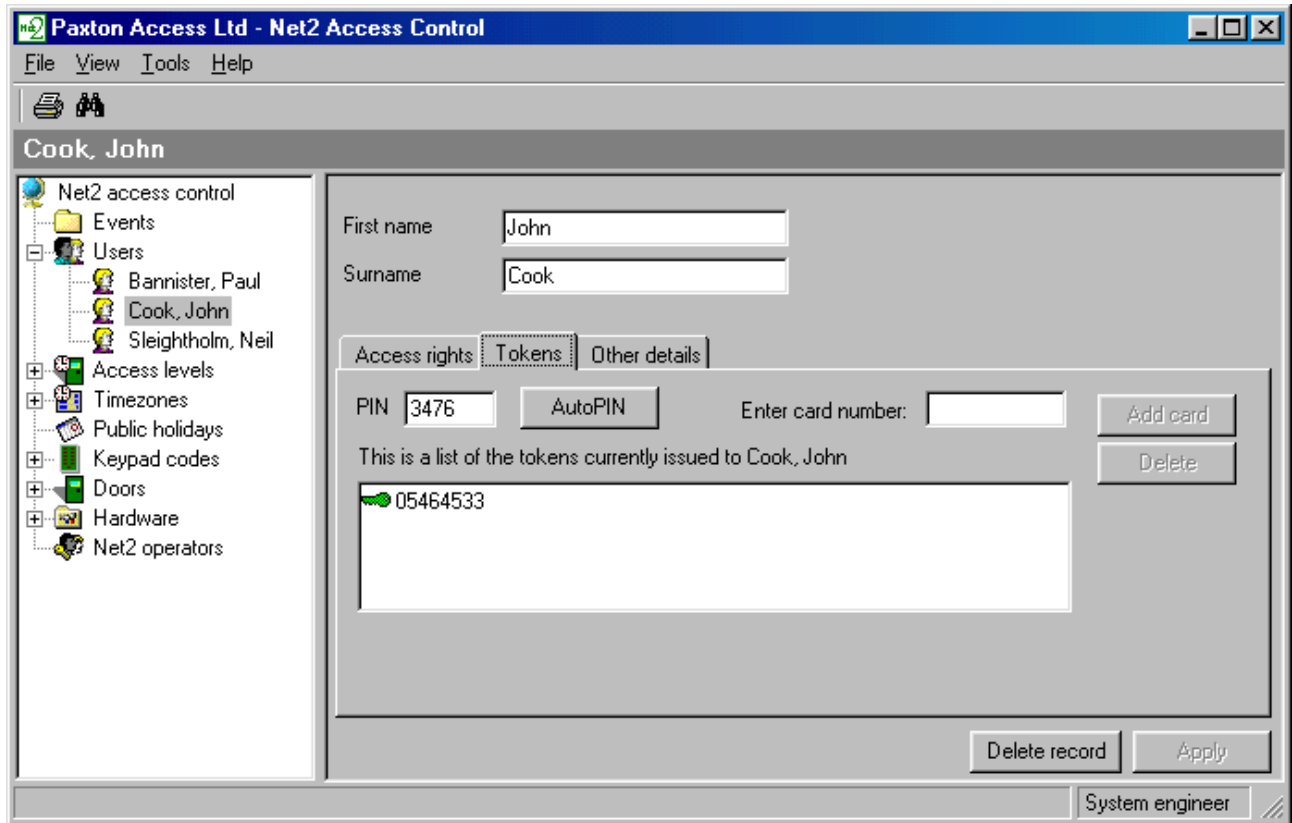 Net2 Paxton Access Ltd - Net2 Access Control
File View Tools Help
Cook, John
Net2 access control
Events
Users
Bannister, Paul
Cook, John
Sleightholm, Neil
Access levels
Timezones
Public holidays
Keypad codes
Doors
Hardware
Net2 operators
First name John
Surname Cook
Access rights Tokens Other details
PIN 3476 AutoPIN Enter card number: Add card
This is a list of the tokens currently issued to Cook, John Delete
05464533
Delete record Apply
System engineer